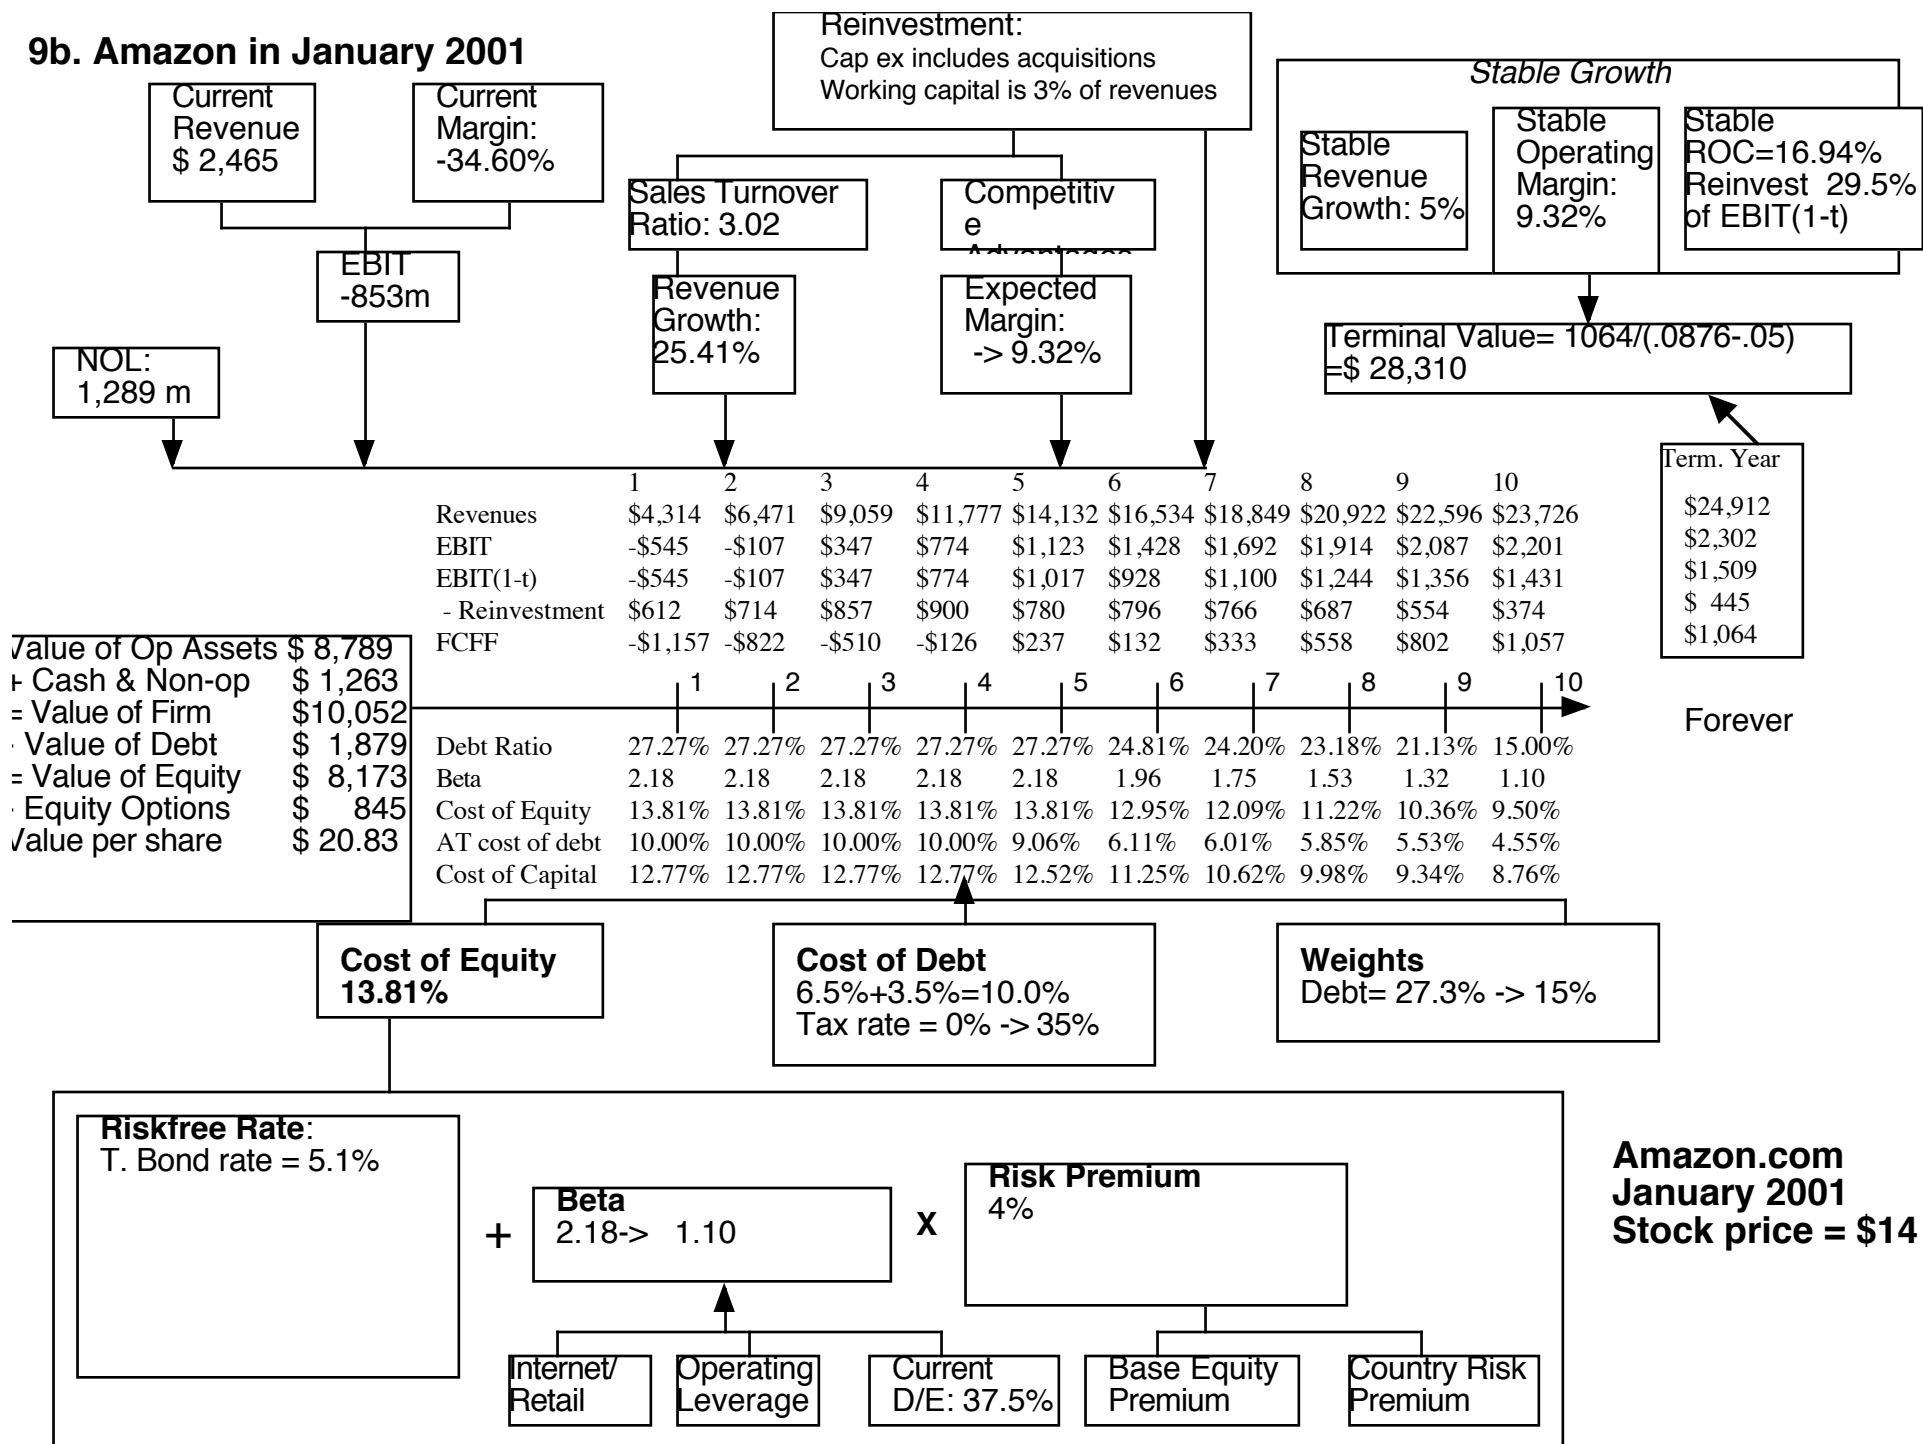 9b. Amazon in January 2001
Reinvestment:
Cap ex includes acquisitions
Working capital is 3% of revenues
Current
Revenue
$ 2,465
Current
Margin:
-34.60%
EBIT
-853m
NOL:
1,289 m
Sales Turnover
Ratio: 3.02
Competitiv
e
Advantages
Revenue
Growth:
25.41%
Expected
Margin:
-> 9.32%
Stable Growth
Stable
Revenue
Growth: 5%
Stable
Operating
Margin:
9.32%
Stable
ROC=16.94%
Reinvest 29.5%
of EBIT(1-t)
Terminal Value= 1064/(.0876-.05)
=$ 28,310
Term. Year
$24,912
$2,302
$1,509
$ 445
$1,064
1 2 3 4 5 6 7 8 9 10
Revenues $4,314 $6,471 $9,059 $11,777 $14,132 $16,534 $18,849 $20,922 $22,596 $23,726
EBIT -$545 -$107 $347 $774 $1,123 $1,428 $1,692 $1,914 $2,087 $2,201
EBIT(1-t) -$545 -$107 $347 $774 $1,017 $928 $1,100 $1,244 $1,356 $1,431
- Reinvestment $612 $714 $857 $900 $780 $796 $766 $687 $554 $374
FCFF -$1,157 -$822 -$510 -$126 $237 $132 $333 $558 $802 $1,057
1 2 3 4 5 6 7 8 9 10
Forever
Debt Ratio 27.27% 27.27% 27.27% 27.27% 27.27% 24.81% 24.20% 23.18% 21.13% 15.00%
Beta 2.18 2.18 2.18 2.18 2.18 1.96 1.75 1.53 1.32 1.10
Cost of Equity 13.81% 13.81% 13.81% 13.81% 13.81% 12.95% 12.09% 11.22% 10.36% 9.50%
AT cost of debt 10.00% 10.00% 10.00% 10.00% 9.06% 6.11% 6.01% 5.85% 5.53% 4.55%
Cost of Capital 12.77% 12.77% 12.77% 12.77% 12.52% 11.25% 10.62% 9.98% 9.34% 8.76%
Value of Op Assets $ 8,789
+ Cash & Non-op $ 1,263
= Value of Firm $10,052
- Value of Debt $ 1,879
= Value of Equity $ 8,173
- Equity Options $ 845
Value per share $ 20.83
Cost of Equity
13.81%
Cost of Debt
6.5%+3.5%=10.0%
Tax rate = 0% -> 35%
Weights
Debt= 27.3% -> 15%
Riskfree Rate:
T. Bond rate = 5.1%
+
Beta
2.18-> 1.10
X
Risk Premium
4%
Internet/
Retail
Operating
Leverage
Current
D/E: 37.5%
Base Equity
Premium
Country Risk
Premium
Amazon.com
January 2001
Stock price = $14